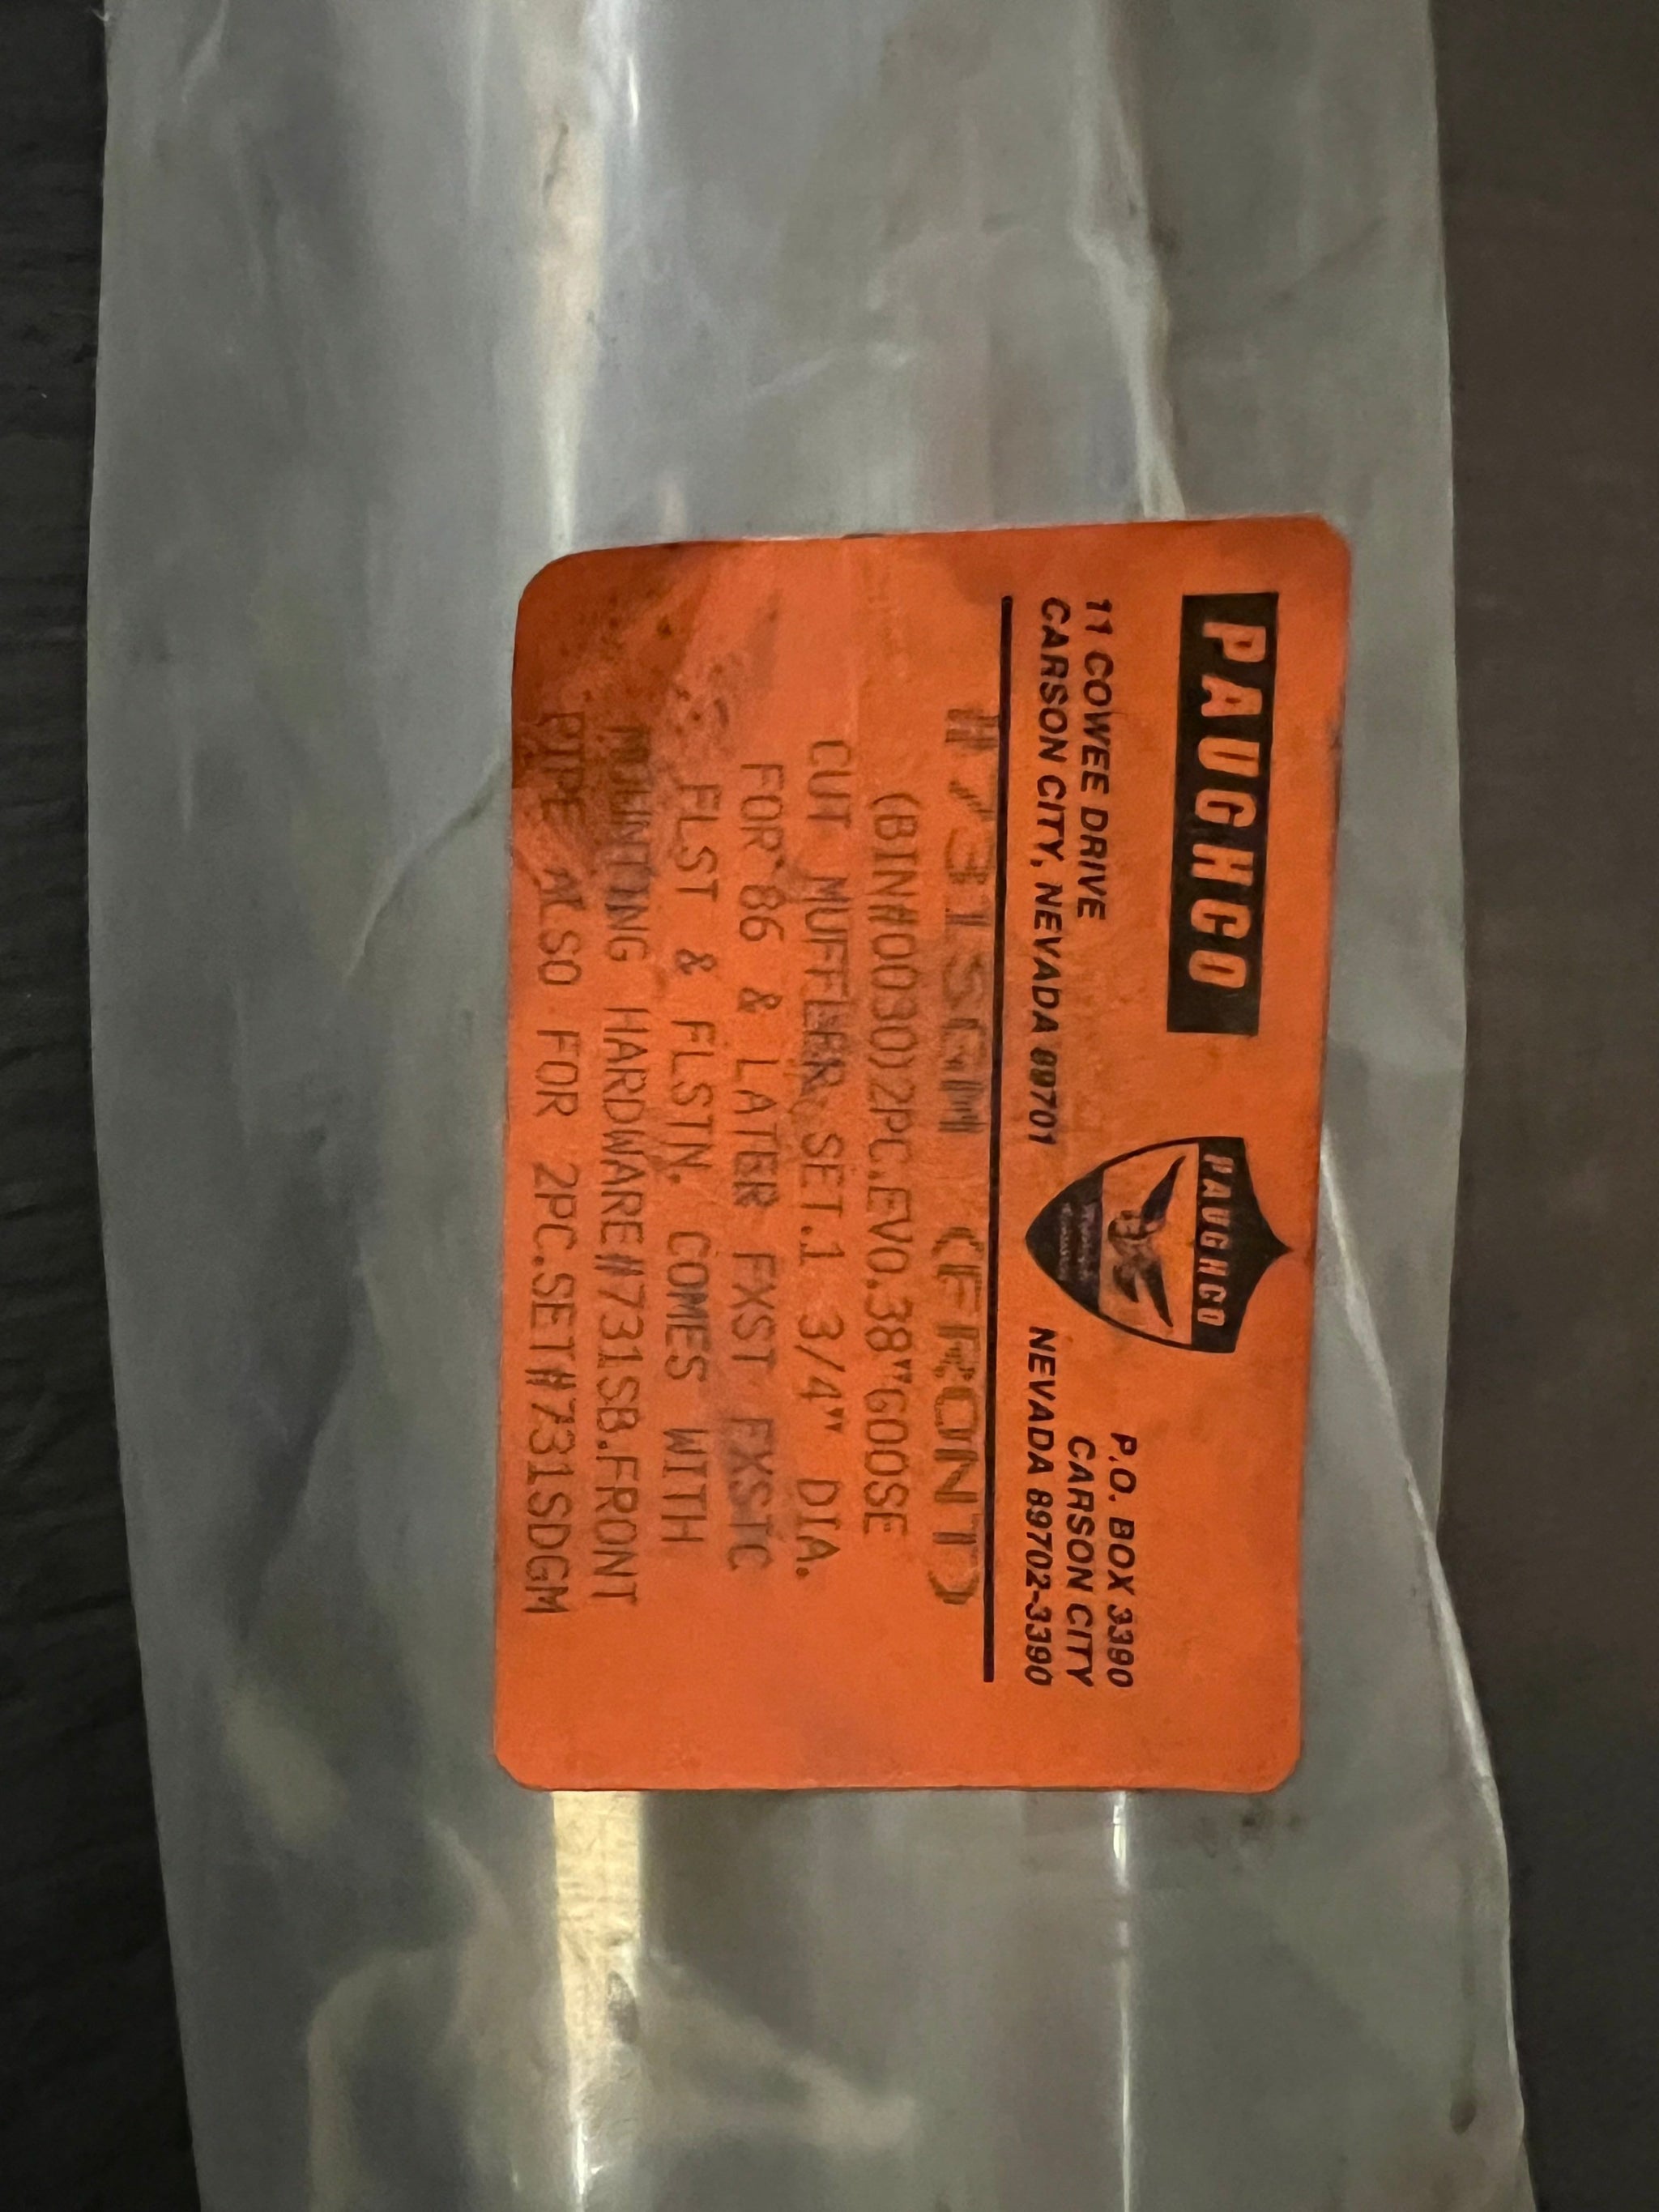 PAUGHCO
11 COWEE DRIVE
CARSON CITY, NEVADA 89701
PAUGHCO
P.O. BOX 3390
CARSON CITY
NEVADA 89702-3390
#731SGM (FRONT)
(BIN#0030)2PC.EVO.38"GOOSE
CUT MUFFLER SET.1 3/4" DIA.
FOR'86 & LATER FXST FXSTC
FLST & FLSTN. COMES WITH
MOUNTING HARDWARE#731SB.FRONT
PIPE ALSO FOR 2PC.SET#731SDGM